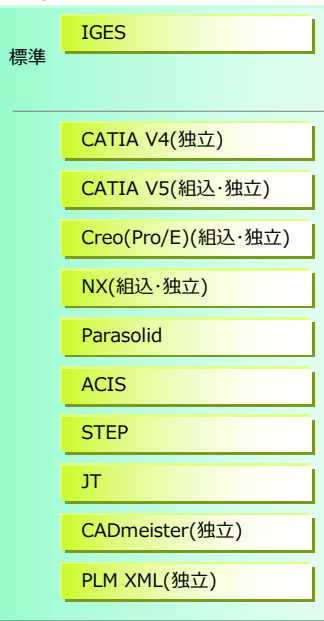 IGES
標準
CATIA V4(独立)
CATIA V5(組込･独立)
Creo(Pro/E)(組込･独立)
NX(組込･独立)
Parasolid
ACIS
STEP
JT
CADmeister(独立)
PLM XML(独立)